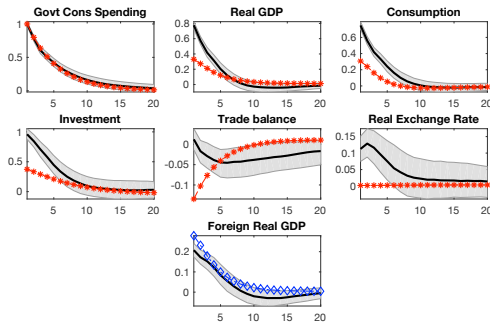 Govt Cons Spending
Real GDP
Consumption
1
0.5
0
5 10 15 20
0.8
0.6
0.4
0.2
0
5 10 15 20
0.6
0.4
0.2
0
5 10 15 20
Investment
Trade balance
Real Exchange Rate
1
0.5
0
5 10 15 20
0
-0.05
-0.1
5 10 15 20
0.15
0.1
0.05
0
5 10 15 20
Foreign Real GDP
0.2
0.1
0
5 10 15 20